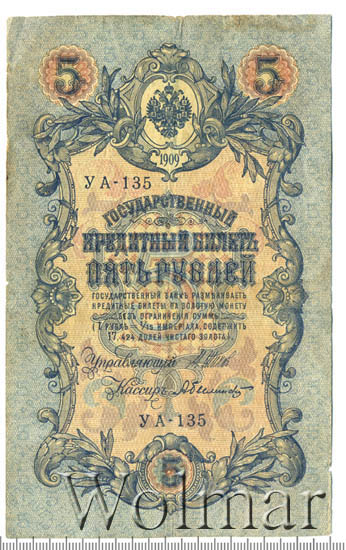 5 5
1909
УА-135
ГОСУДАРСТВЕННЫЙ
КРЕДИТНЫЙ БИЛЕТЪ
ПЯТЬ РУБЛЕЙ
ГОСУДАРСТВЕННЫЙ БАНКЪ РАЗМѢНИВАЕТЪ
КРЕДИТНЫЕ БИЛЕТЫ НА ЗОЛОТУЮ МОНЕТУ
БЕЗЪ ОГРАНИЧЕНІЯ СУММЫ
(1 РУБЛЬ = 1/15 ИМПЕРІАЛА, СОДЕРЖИТЪ
17,424 ДОЛЕЙ ЧИСТАГО ЗОЛОТА).
Управляющій
Кассиръ
УА-135
5
Wolmar